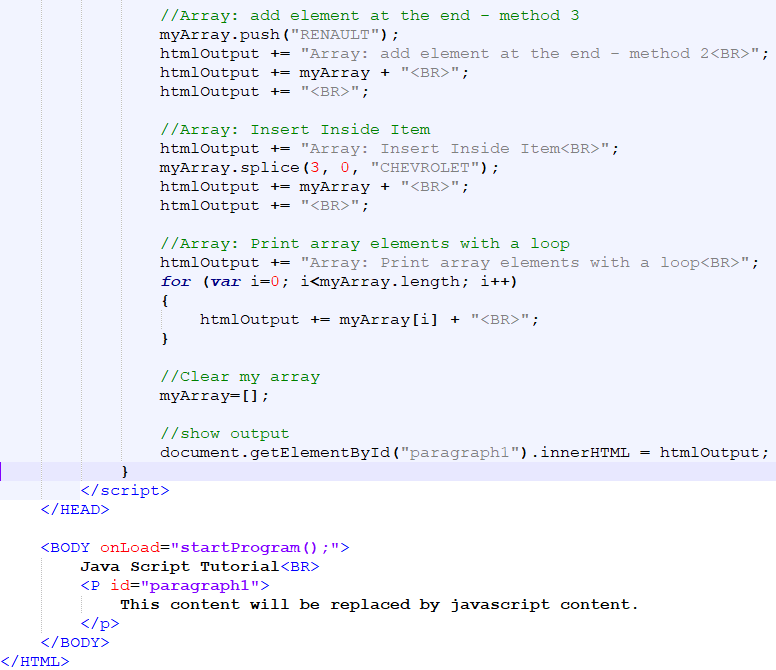 //Array: add element at the end - method 3
myArray.push("RENAULT");
htmlOutput += "Array: add element at the end - method 2<BR>";
htmlOutput += myArray + "<BR>";
htmlOutput += "<BR>";
//Array: Insert Inside Item
htmlOutput += "Array: Insert Inside Item<BR>";
myArray.splice(3, 0, "CHEVROLET");
htmlOutput += myArray + "<BR>";
htmlOutput += "<BR>";
//Array: Print array elements with a loop
htmlOutput += "Array: Print array elements with a loop<BR>";
for (var i=0; i<myArray.length; i++)
{
htmlOutput += myArray[i] + "<BR>";
}
//Clear my array
myArray=[];
//show output
document.getElementById("paragraph1").innerHTML = htmlOutput;
}
</script>
</HEAD>
<BODY onLoad="startProgram();">
Java Script Tutorial<BR>
<P id="paragraph1">
This content will be replaced by javascript content.
</p>
</BODY>
</HTML>